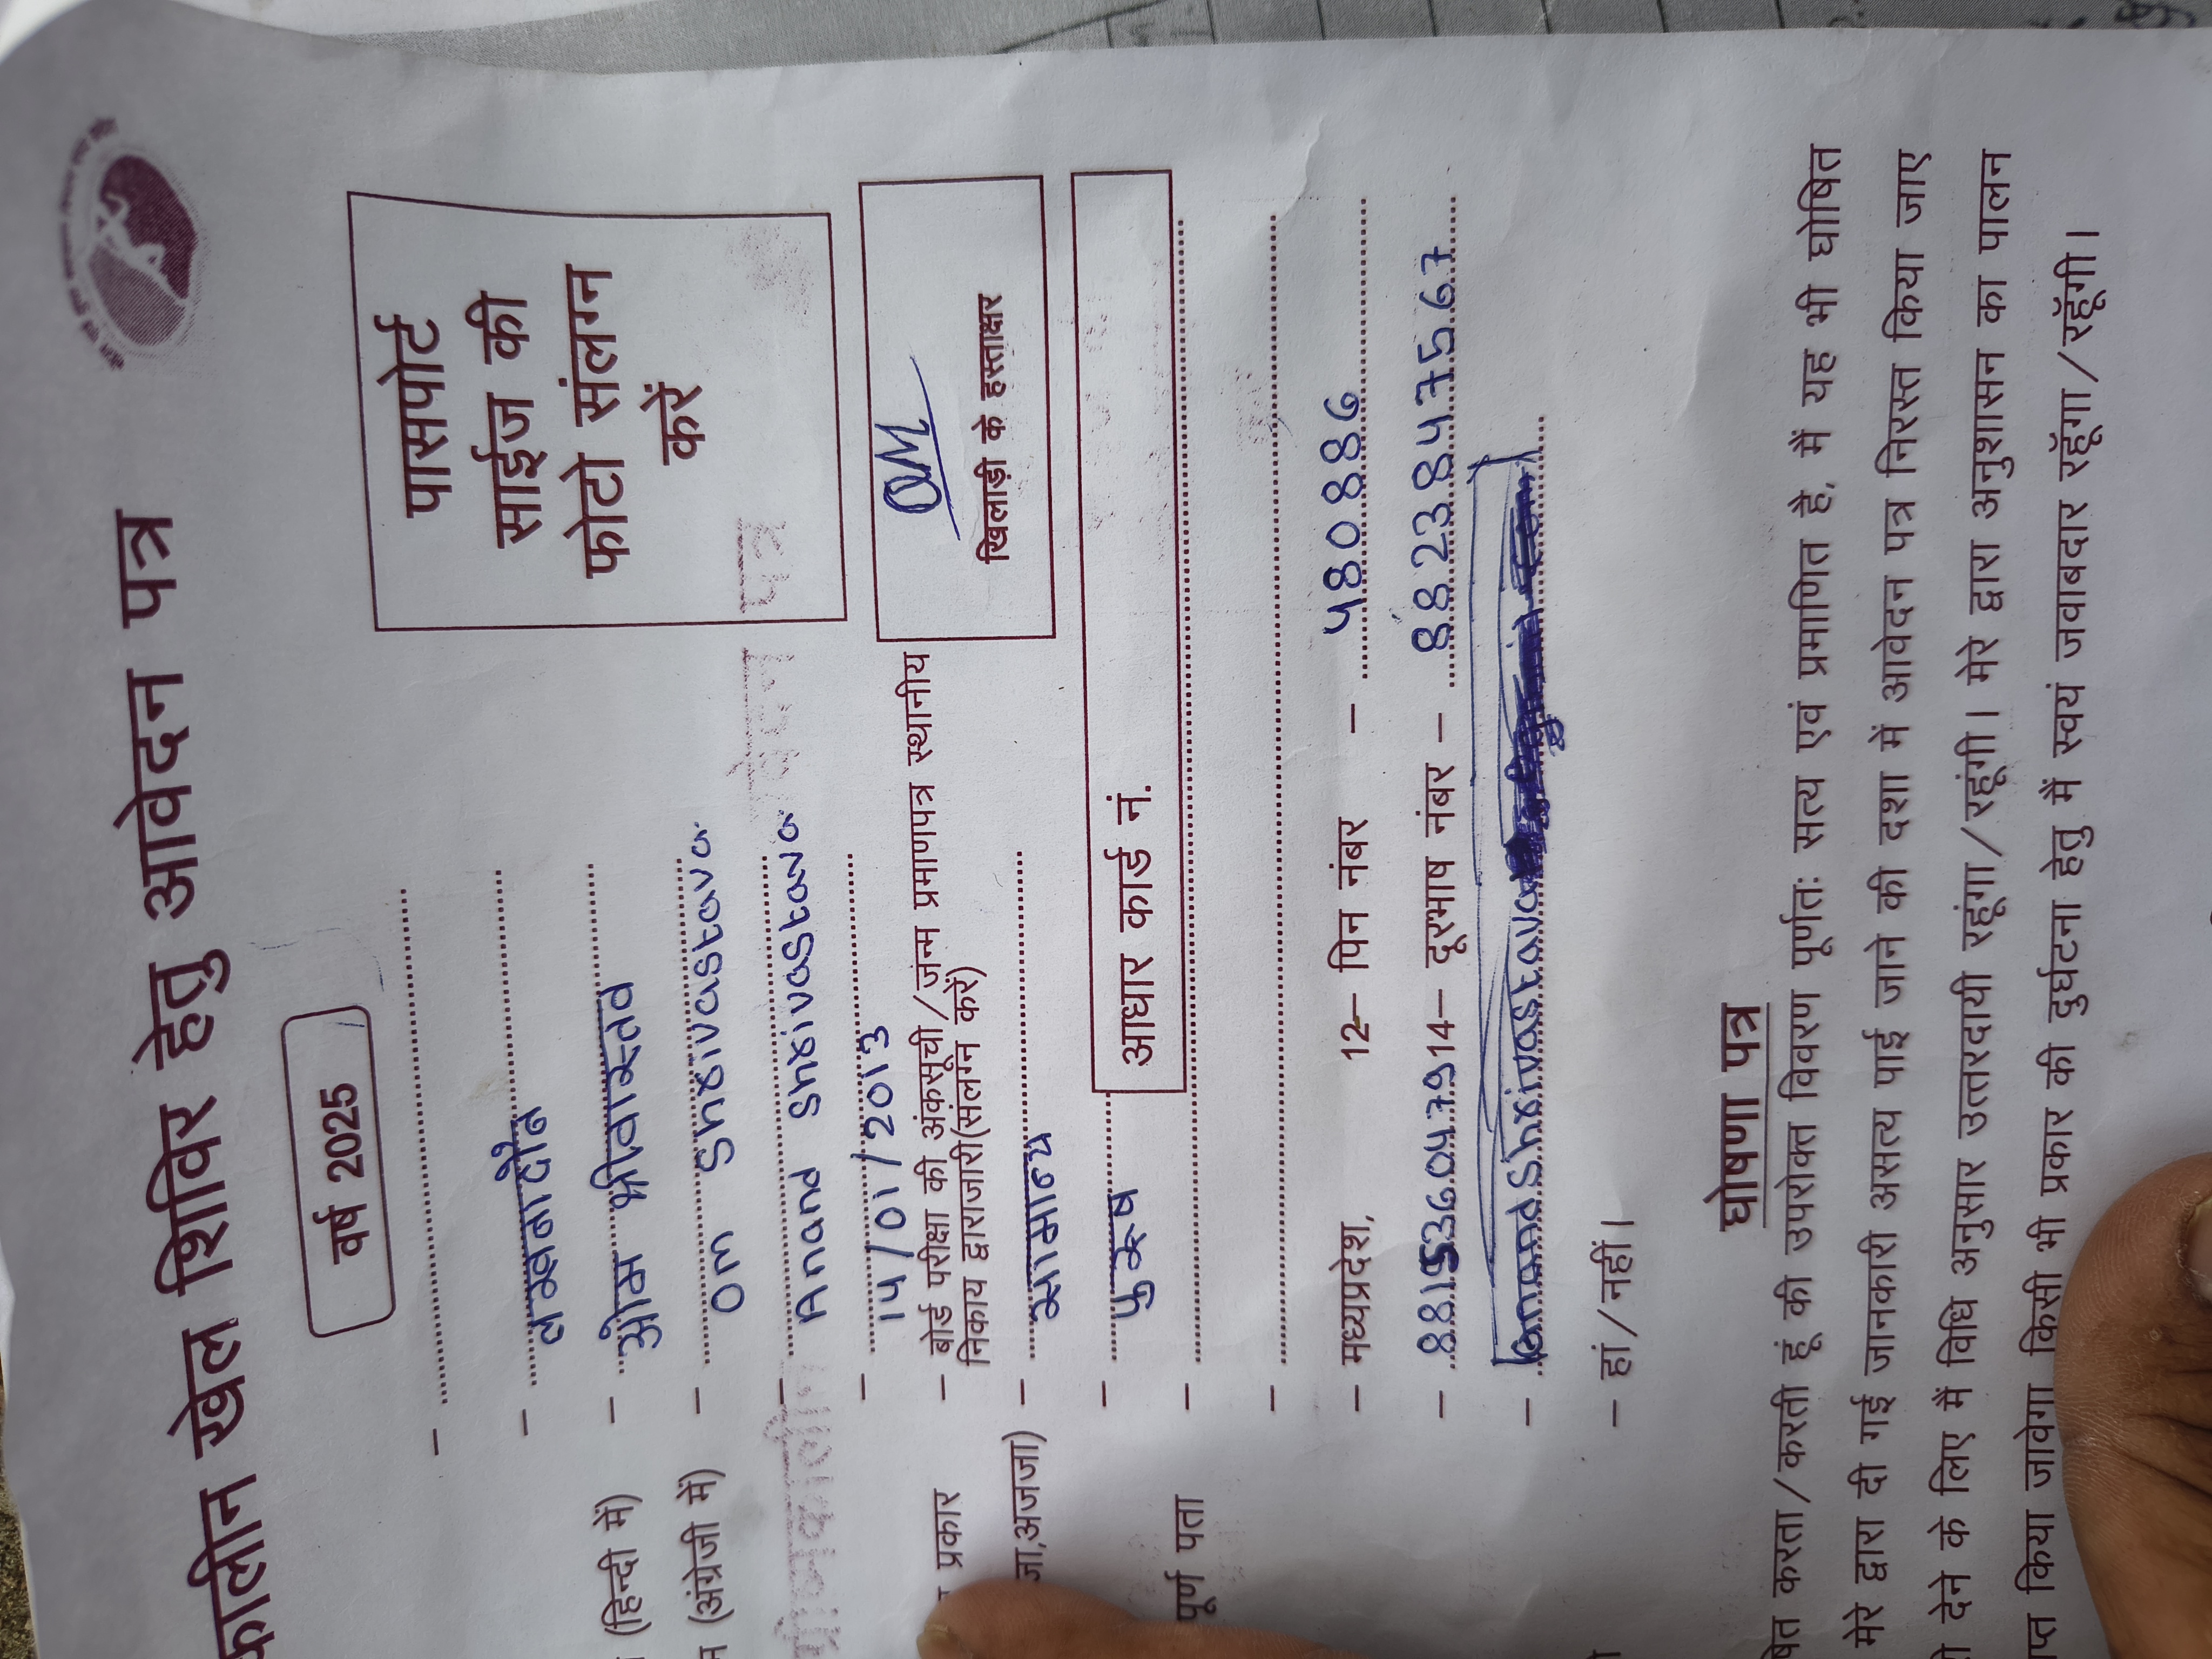 कालीन खेल शिविर हेतु आवेदन पत्र
वर्ष 2025
पासपोर्ट
साईज की
फोटो संलग्न
करें
–
– लखनादौन
(हिन्दी में) – ओम श्रीवास्तव
(अंग्रेजी में) – Om Shrivastava
– Anand Shrivastava
– 14/01/2013
प्रकार – बोर्ड परीक्षा की अंकसूची/जंन्म प्रमाणपत्र स्थानीय
निकाय द्वाराजारी(संलग्न करें)
खिलाड़ी के हस्ताक्षर
जा,अजजा) – सामान्य
– पुरूष
आधार कार्ड नं.
पूर्ण पता –
–
– मध्यप्रदेश, 12– पिन नंबर – 480886
– 8815360479 14– दूरभाष नंबर – 8823847567
–
– हां/नहीं।
घोषणा पत्र
षित करता/करती हूं की उपरोक्त विवरण पूर्णतः सत्य एवं प्रमाणित है, मैं यह भी घोषित
मेरे द्वारा दी गई जानकारी असत्य पाई जाने की दशा में आवेदन पत्र निरस्त किया जाए
देने के लिए मैं विधि अनुसार उत्तरदायी रहूंगा/रहूंगी। मेरे द्वारा अनुशासन का पालन
प्त किया जावेगा किसी भी प्रकार की दुर्घटना हेतु मैं स्वयं जवाबदार रहूँगा/रहूँगी।